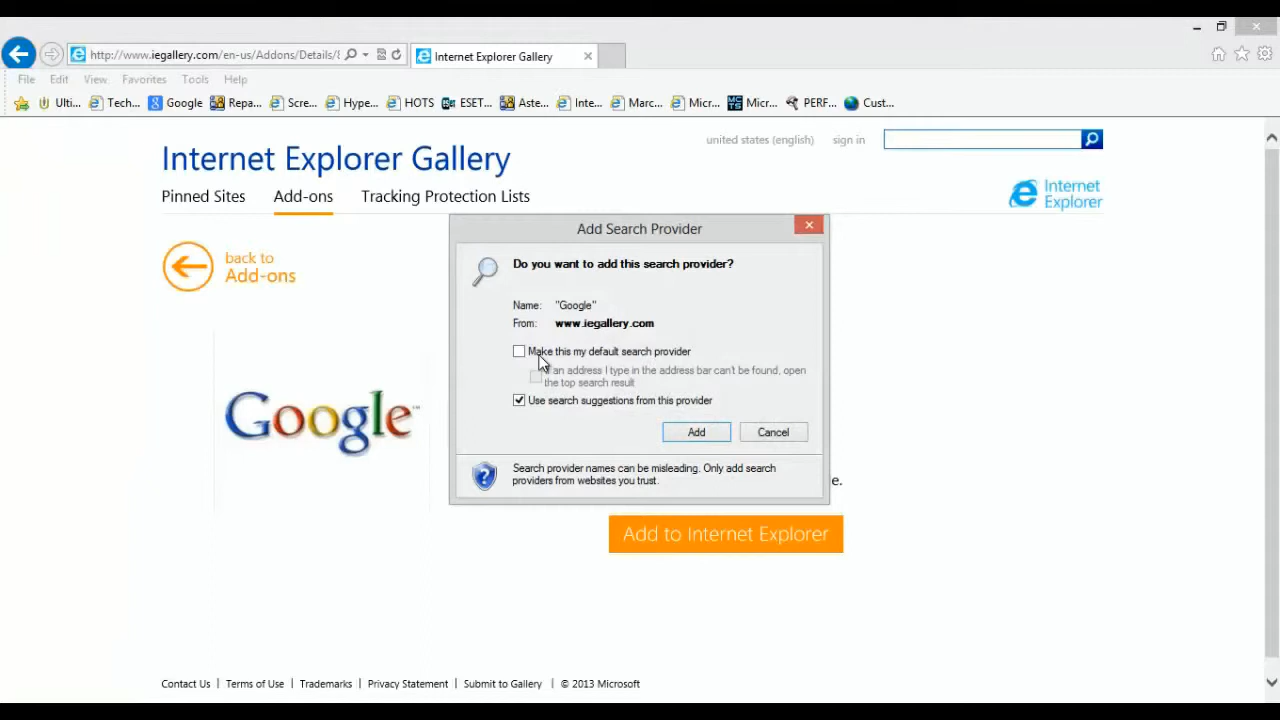 http://www.iegallery.com/en-us/Addons/Details/
Internet Explorer Gallery
File Edit View Favorites Tools Help
Ulti... Tech... Google Repa... Scre... Hype... HOTS ESET... Aste... Inte... Marc... Micr... Micr... PERF... Cust...
united states (english) sign in
Internet Explorer Gallery
Pinned Sites Add-ons Tracking Protection Lists
Internet Explorer
back to
Add-ons
Google™
Add Search Provider
Do you want to add this search provider?
Name: "Google"
From: www.iegallery.com
Make this my default search provider
an address I type in the address bar can't be found, open
the top search result
Use search suggestions from this provider
Add Cancel
Search provider names can be misleading. Only add search
providers from websites you trust.
e.
Add to Internet Explorer
Contact Us | Terms of Use | Trademarks | Privacy Statement | Submit to Gallery | © 2013 Microsoft